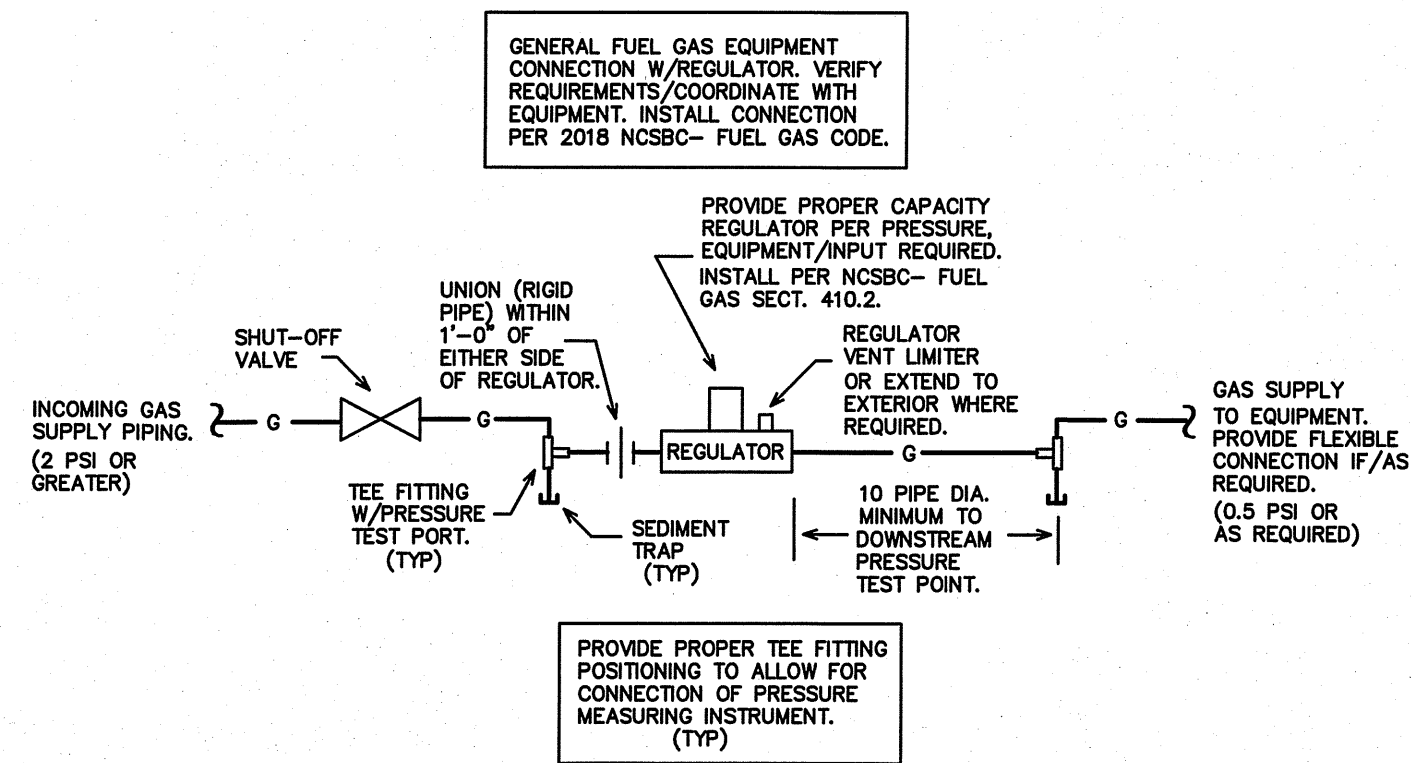 GENERAL FUEL GAS EQUIPMENT
CONNECTION W/REGULATOR. VERIFY
REQUIREMENTS/COORDINATE WITH
EQUIPMENT. INSTALL CONNECTION
PER 2018 NCSBC- FUEL GAS CODE.
PROVIDE PROPER CAPACITY
REGULATOR PER PRESSURE,
EQUIPMENT/INPUT REQUIRED.
INSTALL PER NCSBC- FUEL
GAS SECT. 410.2.
UNION (RIGID
PIPE) WITHIN
1'-0" OF
EITHER SIDE
OF REGULATOR.
SHUT-OFF
VALVE
REGULATOR
VENT LIMITER
OR EXTEND TO
EXTERIOR WHERE
REQUIRED.
INCOMING GAS
SUPPLY PIPING.
(2 PSI OR
GREATER)
G
G
REGULATOR
G
G
GAS SUPPLY
TO EQUIPMENT.
PROVIDE FLEXIBLE
CONNECTION IF/AS
REQUIRED.
(0.5 PSI OR
AS REQUIRED)
TEE FITTING
W/PRESSURE
TEST PORT.
(TYP)
SEDIMENT
TRAP
(TYP)
10 PIPE DIA.
MINIMUM TO
DOWNSTREAM
PRESSURE
TEST POINT.
PROVIDE PROPER TEE FITTING
POSITIONING TO ALLOW FOR
CONNECTION OF PRESSURE
MEASURING INSTRUMENT.
(TYP)